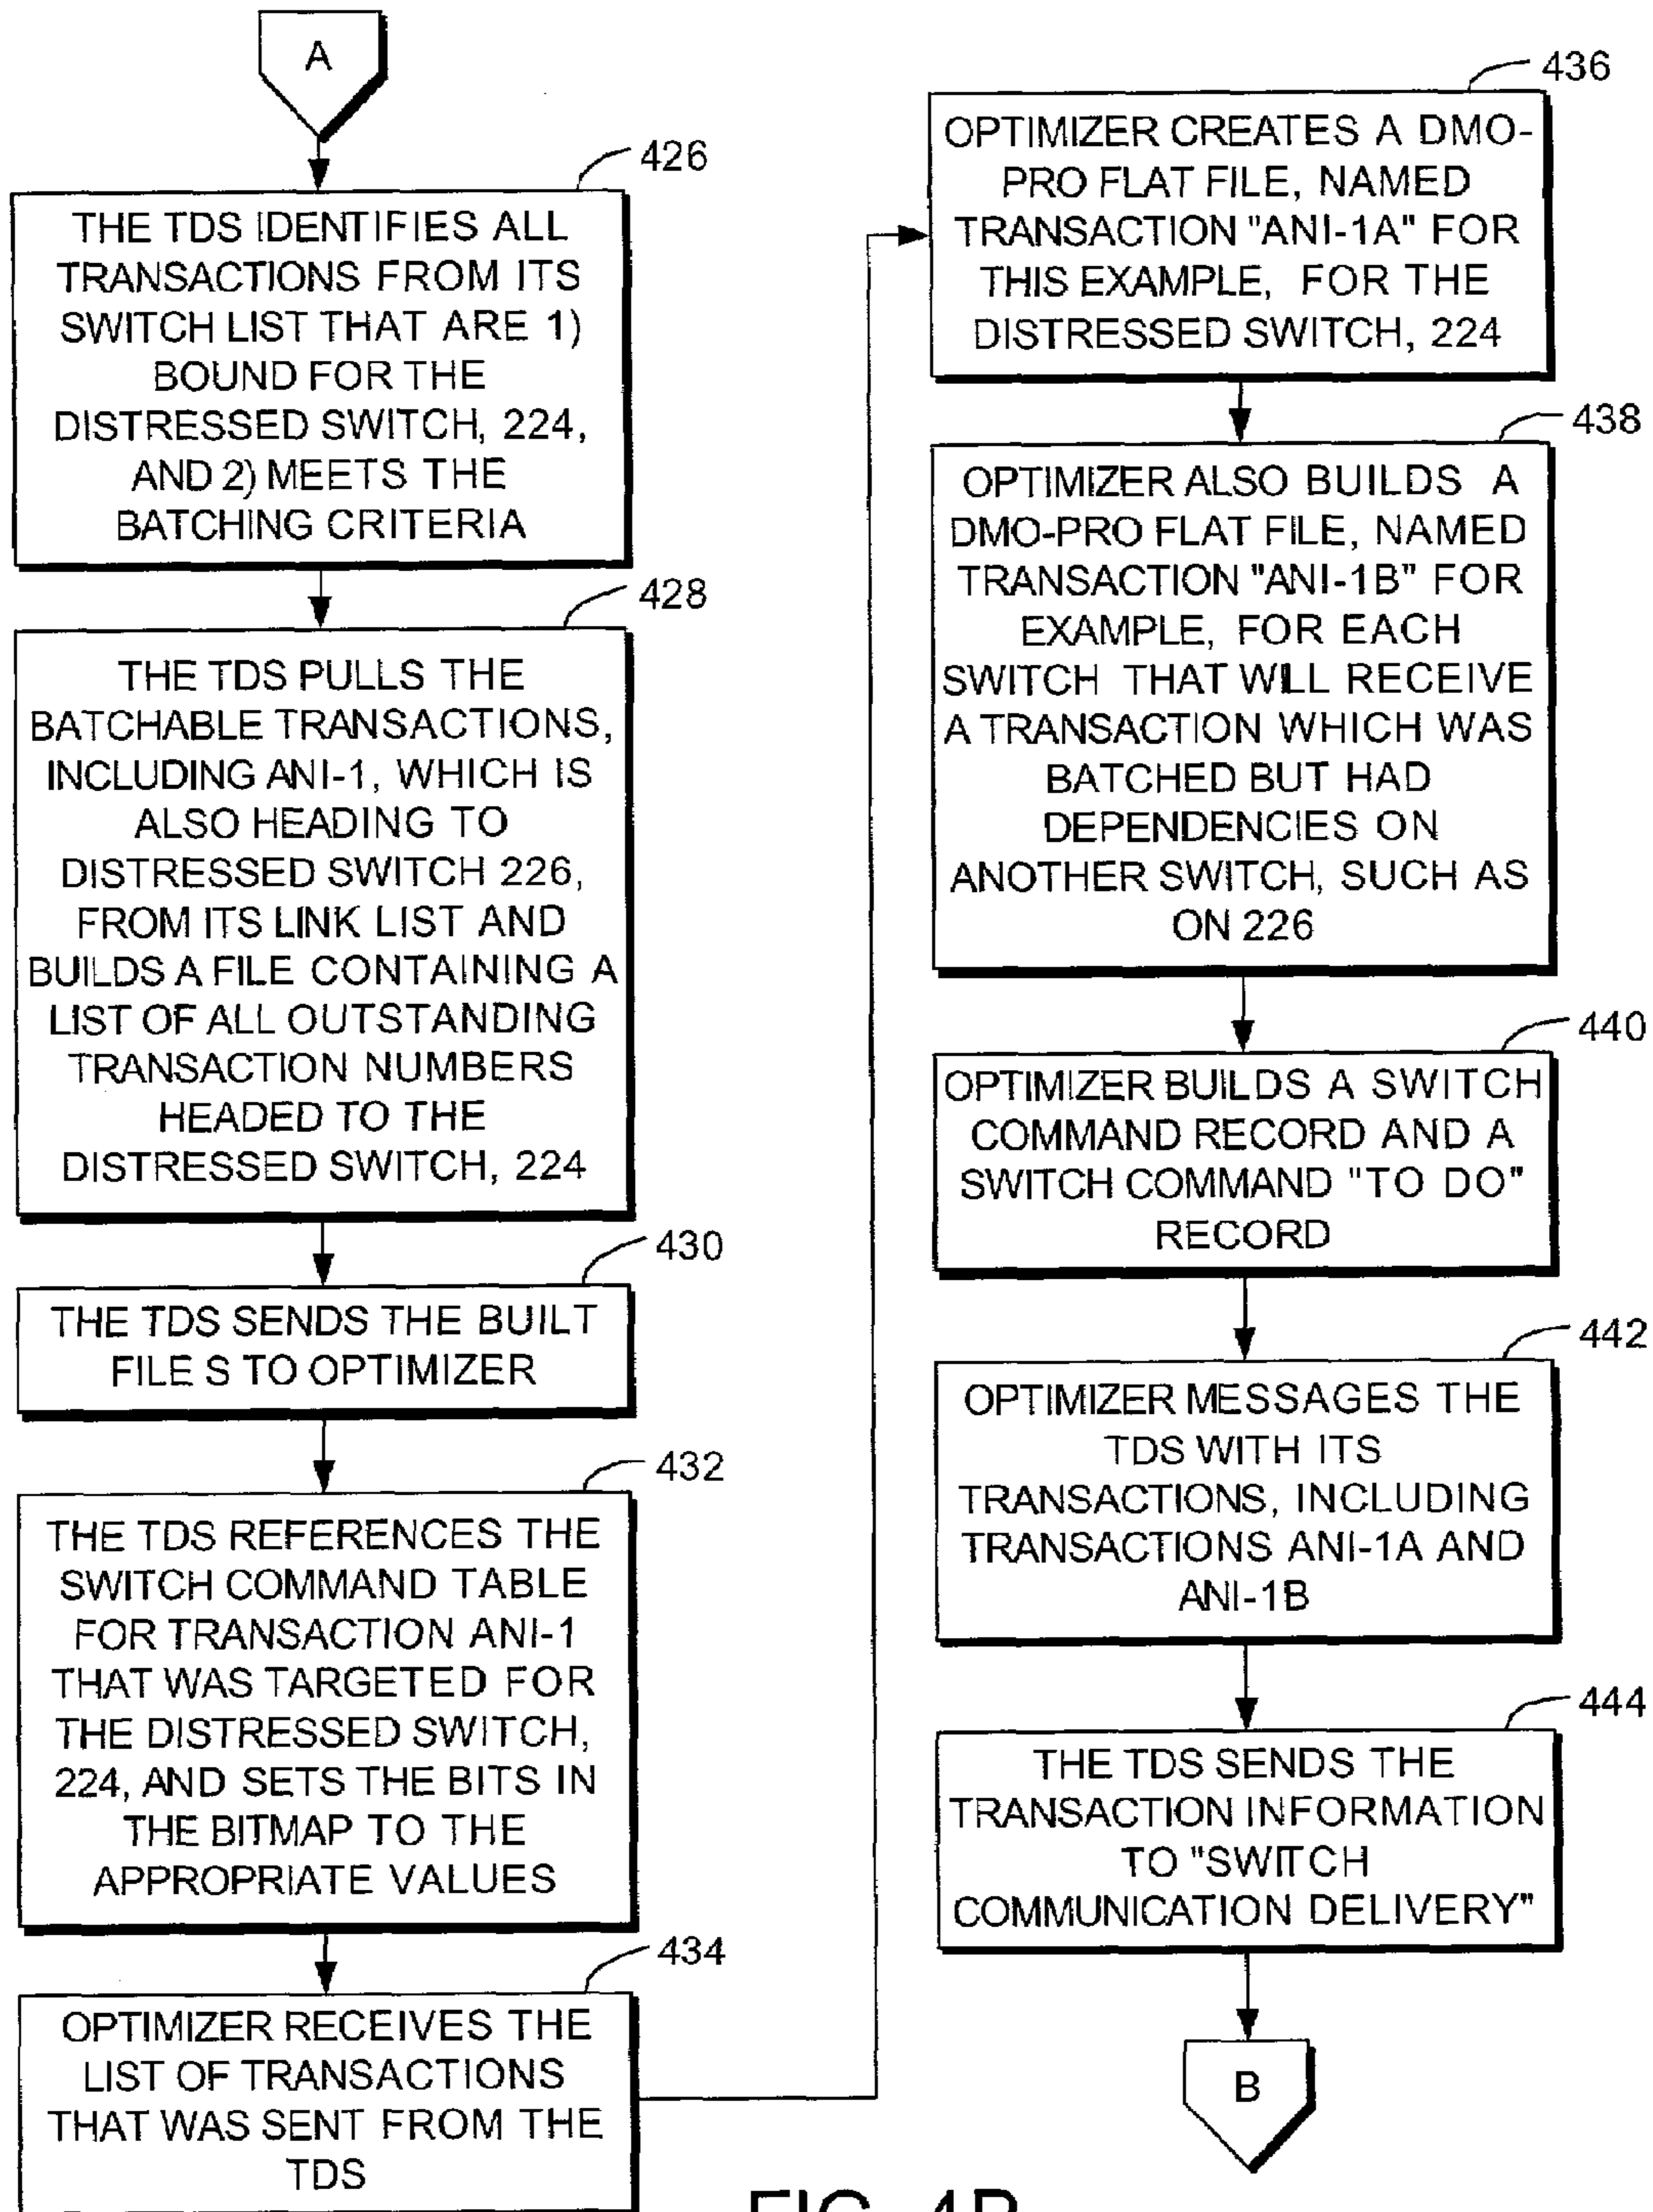 A
426
THE TDS IDENTIFIES ALL
TRANSACTIONS FROM ITS
SWITCH LIST THAT ARE 1)
BOUND FOR THE
DISTRESSED SWITCH, 224,
AND 2) MEETS THE
BATCHING CRITERIA
428
THE TDS PULLS THE
BATCHABLE TRANSACTIONS,
INCLUDING ANI-1, WHICH IS
ALSO HEADING TO
DISTRESSED SWITCH 226,
FROM ITS LINK LIST AND
BUILDS A FILE CONTAINING A
LIST OF ALL OUTSTANDING
TRANSACTION NUMBERS
HEADED TO THE
DISTRESSED SWITCH, 224
430
THE TDS SENDS THE BUILT
FILE S TO OPTIMIZER
432
THE TDS REFERENCES THE
SWITCH COMMAND TABLE
FOR TRANSACTION ANI-1
THAT WAS TARGETED FOR
THE DISTRESSED SWITCH,
224, AND SETS THE BITS IN
THE BITMAP TO THE
APPROPRIATE VALUES
434
OPTIMIZER RECEIVES THE
LIST OF TRANSACTIONS
THAT WAS SENT FROM THE
TDS
436
OPTIMIZER CREATES A DMO-
PRO FLAT FILE, NAMED
TRANSACTION "ANI-1A" FOR
THIS EXAMPLE, FOR THE
DISTRESSED SWITCH, 224
438
OPTIMIZER ALSO BUILDS A
DMO-PRO FLAT FILE, NAMED
TRANSACTION "ANI-1B" FOR
EXAMPLE, FOR EACH
SWITCH THAT WILL RECEIVE
A TRANSACTION WHICH WAS
BATCHED BUT HAD
DEPENDENCIES ON
ANOTHER SWITCH, SUCH AS
ON 226
440
OPTIMIZER BUILDS A SWITCH
COMMAND RECORD AND A
SWITCH COMMAND "TO DO"
RECORD
442
OPTIMIZER MESSAGES THE
TDS WITH ITS
TRANSACTIONS, INCLUDING
TRANSACTIONS ANI-1A AND
ANI-1B
444
THE TDS SENDS THE
TRANSACTION INFORMATION
TO "SWITCH
COMMUNICATION DELIVERY"
B
FIG. 4B